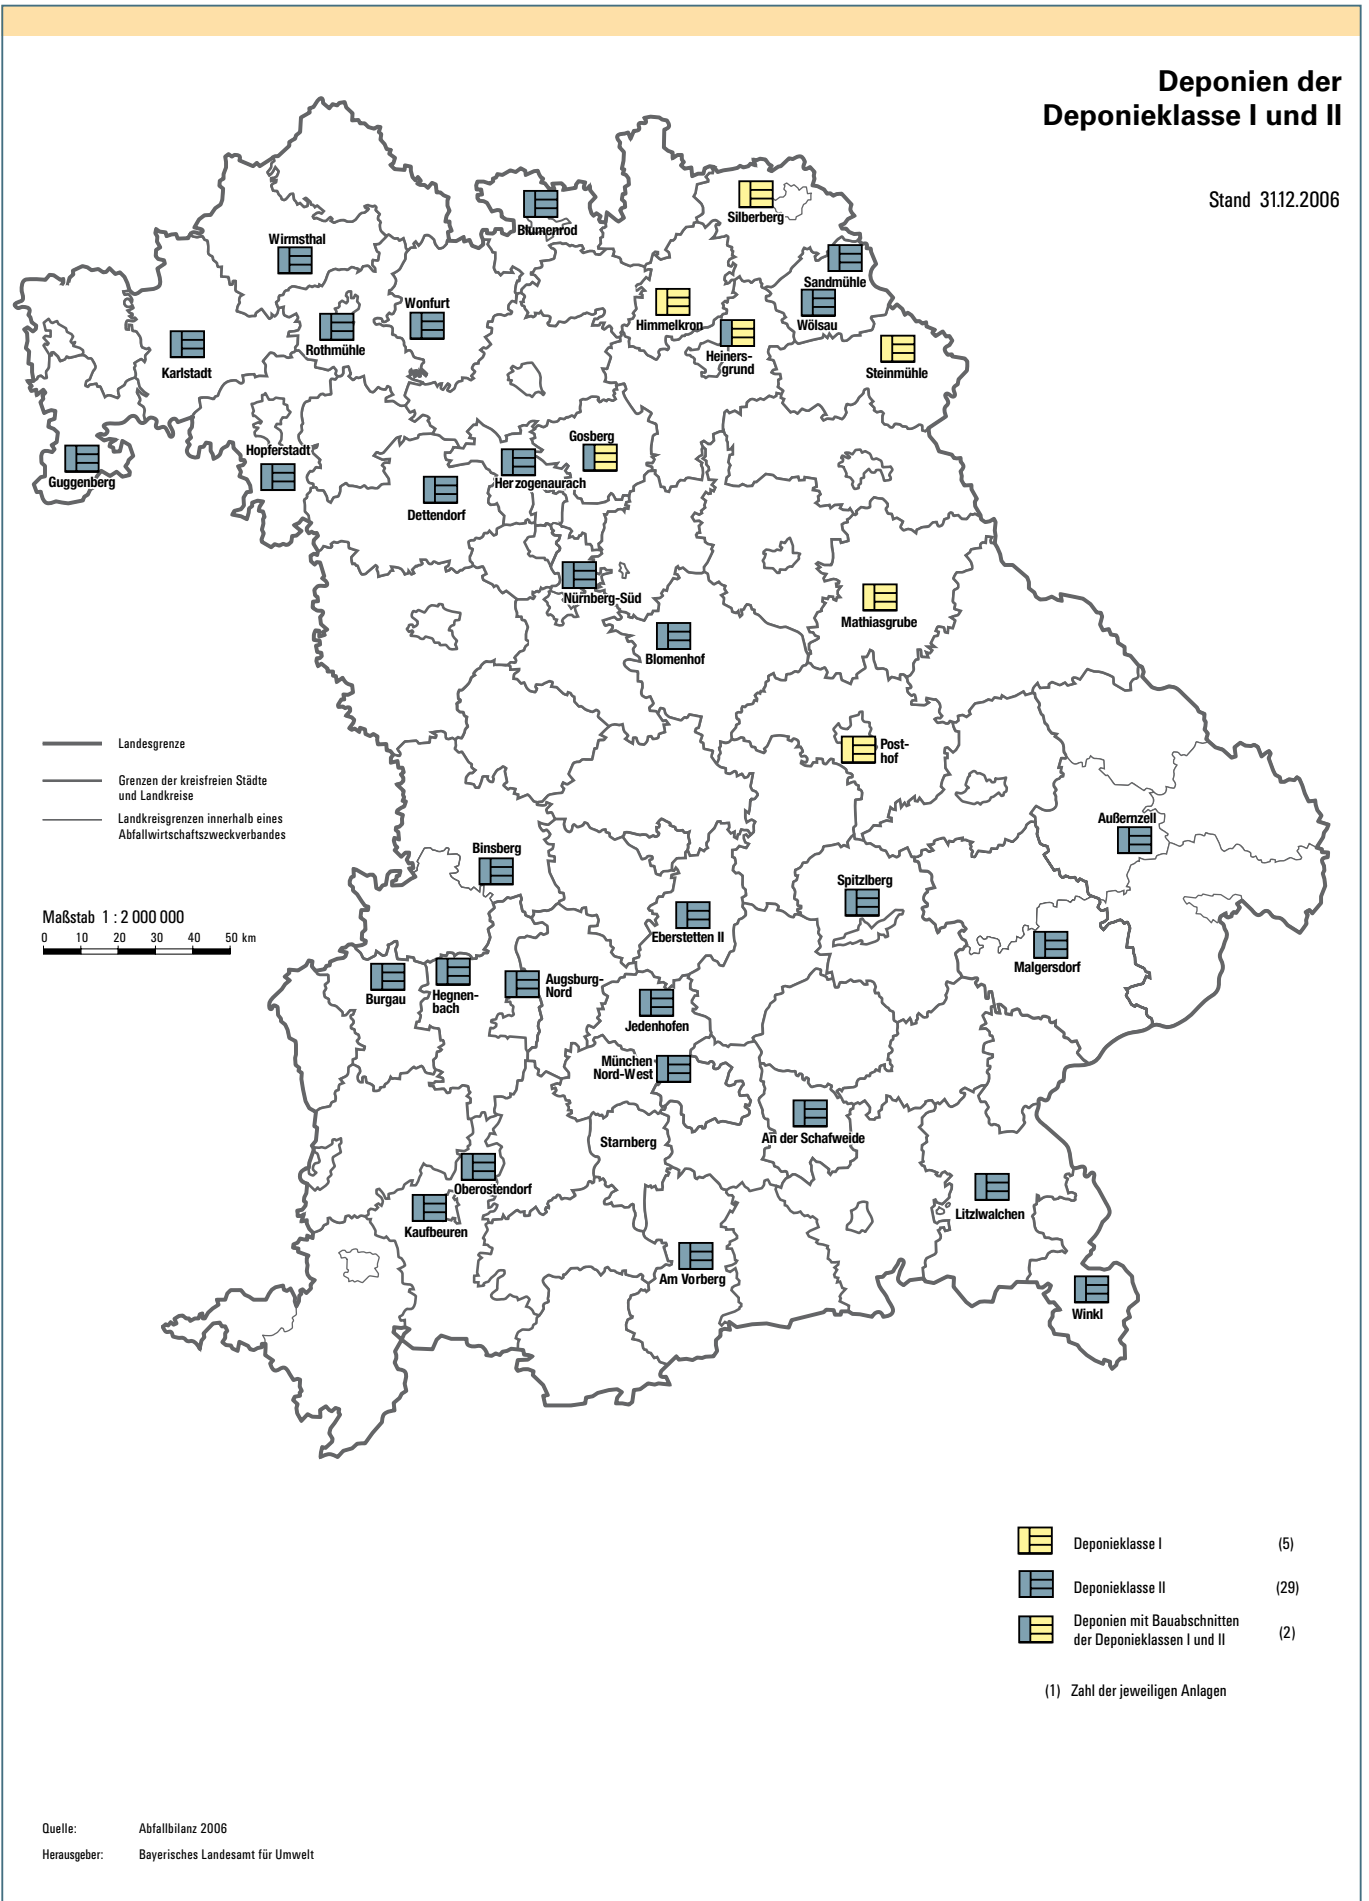 Deponien der
Deponieklasse I und II
Stand 31.12.2006
Silberberg
Blumenrod
Wirmsthal
Sandmühle
Wonfurt
Himmelkron
Wölsau
Rothmühle
Heiners-
grund
Karlstadt
Steinmühle
Gosberg
Hopferstadt
Guggenberg
Herzogenaurach
Dettendorf
Nürnberg-Süd
Mathiasgrube
Blomenhof
Landesgrenze
Post-
hof
Grenzen der kreisfreien Städte
und Landkreise
Landkreisgrenzen innerhalb eines
Abfallwirtschaftszweckverbandes
Außernzell
Binsberg
Spitzlberg
Maßstab 1 : 2 000 000
0 10 20 30 40 50 km
Eberstetten II
Malgersdorf
Burgau
Hegnen-
bach
Augsburg-
Nord
Jedenhofen
München
Nord-West
An der Schafweide
Starnberg
Oberostendorf
Litzlwalchen
Kaufbeuren
Am Vorberg
Winkl
Deponieklasse I (5)
Deponieklasse II (29)
Deponien mit Bauabschnitten
der Deponieklassen I und II (2)
(1) Zahl der jeweiligen Anlagen
Quelle: Abfallbilanz 2006
Herausgeber: Bayerisches Landesamt für Umwelt